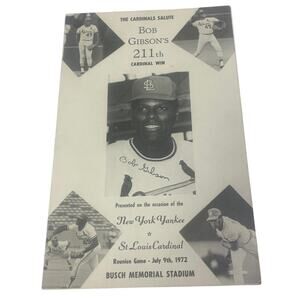 THE CARDINALS SALUTE
BOB
GIBSON'S
211th
CARDINAL WIN
StL
Bob Gibson
Presented on the occasion of the
New York Yankee
★
St Louis Cardinal
Reunion Game - July 9th, 1972
BUSCH MEMORIAL STADIUM